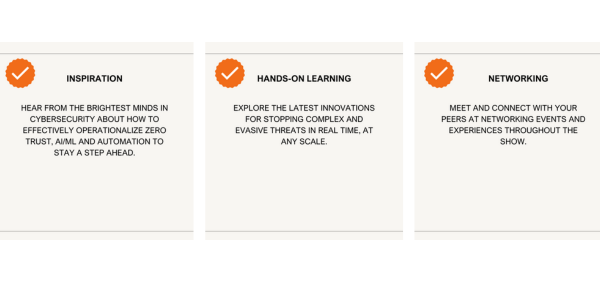 INSPIRATION
HEAR FROM THE BRIGHTEST MINDS IN
CYBERSECURITY ABOUT HOW TO
EFFECTIVELY OPERATIONALIZE ZERO
TRUST, AI/ML AND AUTOMATION TO
STAY A STEP AHEAD.
HANDS-ON LEARNING
EXPLORE THE LATEST INNOVATIONS
FOR STOPPING COMPLEX AND
EVASIVE THREATS IN REAL TIME, AT
ANY SCALE.
NETWORKING
MEET AND CONNECT WITH YOUR
PEERS AT NETWORKING EVENTS AND
EXPERIENCES THROUGHOUT THE
SHOW.